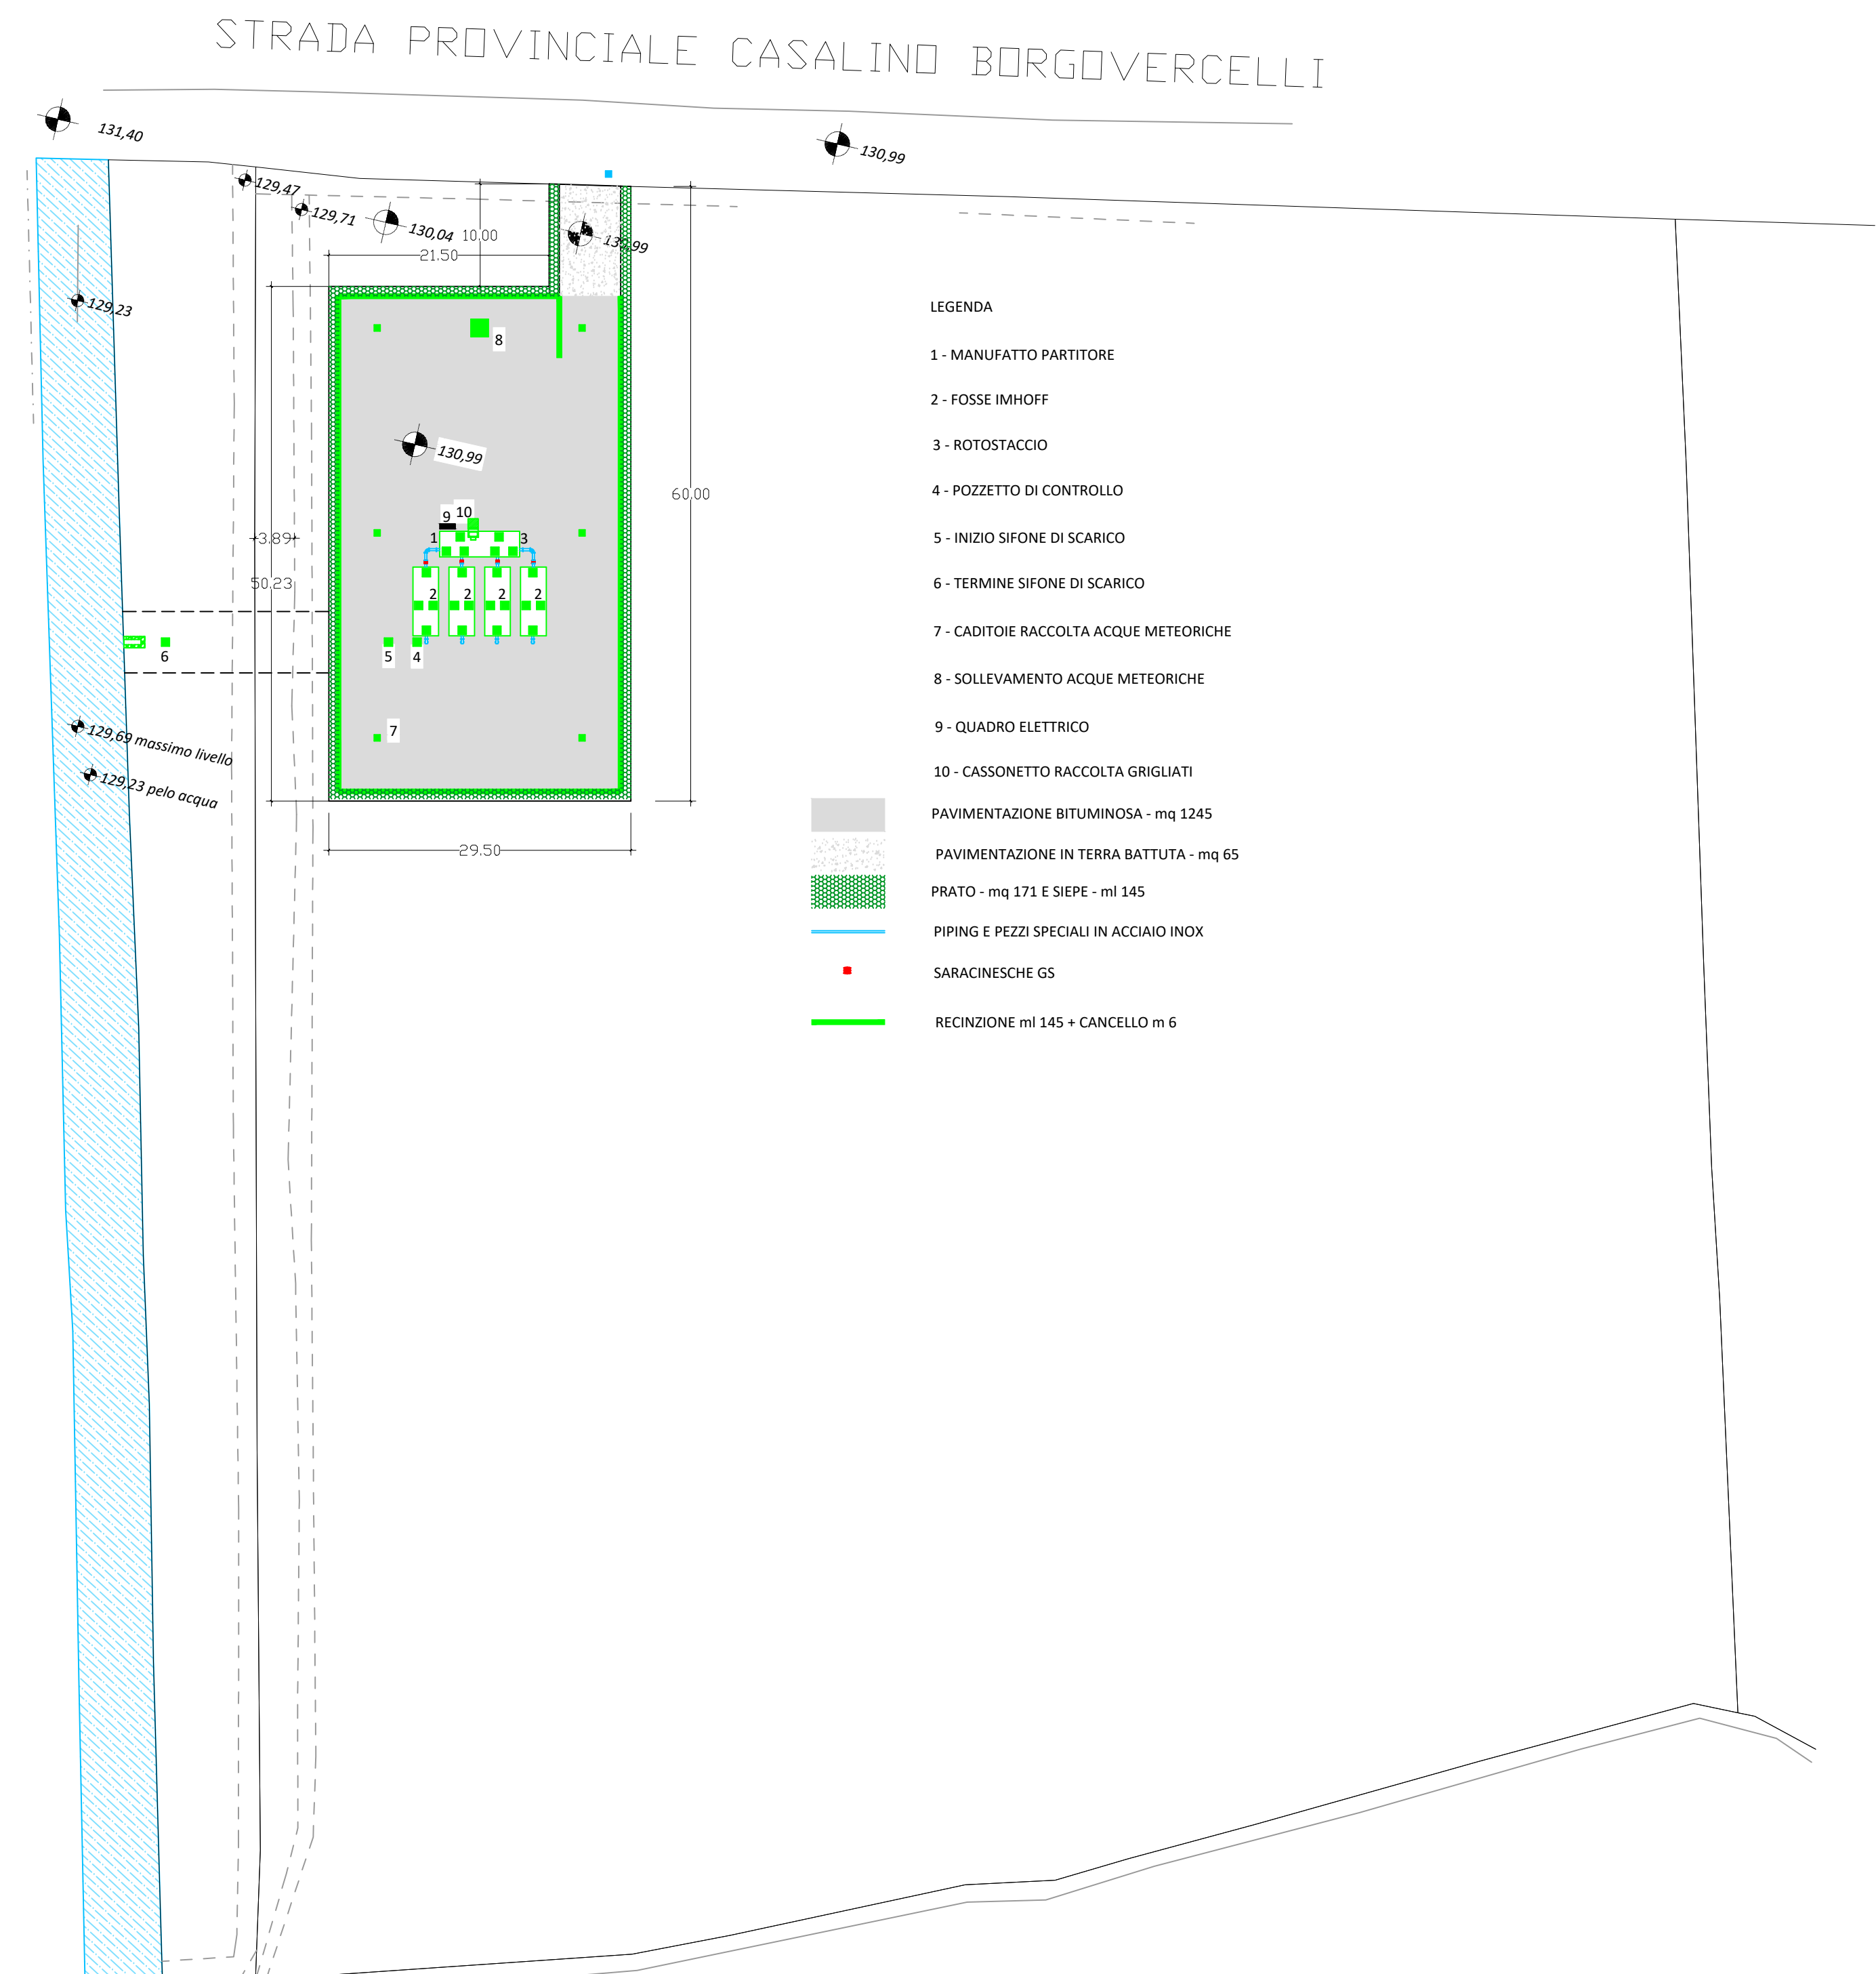 STRADA PROVINCIALE CASALINO BORGOVERCELLI
131,40
130,99
129,47
129,71
130,04
10.00
130,99
21.50
129,23
8
130,99
60.00
9
10
1
3
3.89
50.23
2
2
2
2
6
5
4
7
129,69 massimo livello
129,23 pelo acqua
29.50
LEGENDA
1 - MANUFATTO PARTITORE
2 - FOSSE IMHOFF
3 - ROTOSTACCIO
4 - POZZETTO DI CONTROLLO
5 - INIZIO SIFONE DI SCARICO
6 - TERMINE SIFONE DI SCARICO
7 - CADITOIE RACCOLTA ACQUE METEORICHE
8 - SOLLEVAMENTO ACQUE METEORICHE
9 - QUADRO ELETTRICO
10 - CASSONETTO RACCOLTA GRIGLIATI
PAVIMENTAZIONE BITUMINOSA - mq 1245
PAVIMENTAZIONE IN TERRA BATTUTA - mq 65
PRATO - mq 171 E SIEPE - ml 145
PIPING E PEZZI SPECIALI IN ACCIAIO INOX
SARACINESCHE GS
RECINZIONE ml 145 + CANCELLO m 6